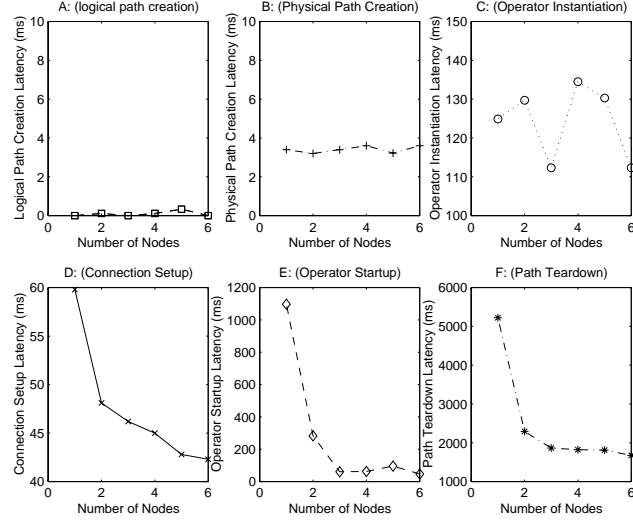 A: (logical path creation)
Logical Path Creation Latency (ms)
10
8
6
4
2
0
0 2 4 6
Number of Nodes
B: (Physical Path Creation)
Physical Path Creation Latency (ms)
10
8
6
4
2
0
0 2 4 6
Number of Nodes
C: (Operator Instantiation)
Operator Instantiation Latency (ms)
150
140
130
120
110
100
0 2 4 6
Number of Nodes
D: (Connection Setup)
Connection Setup Latency (ms)
60
55
50
45
40
0 2 4 6
Number of Nodes
E: (Operator Startup)
Operator Startup Latency (ms)
1200
1000
800
600
400
200
0
0 2 4 6
Number of Nodes
F: (Path Teardown)
Path Teardown Latency (ms)
6000
5000
4000
3000
2000
1000
0 2 4 6
Number of Nodes